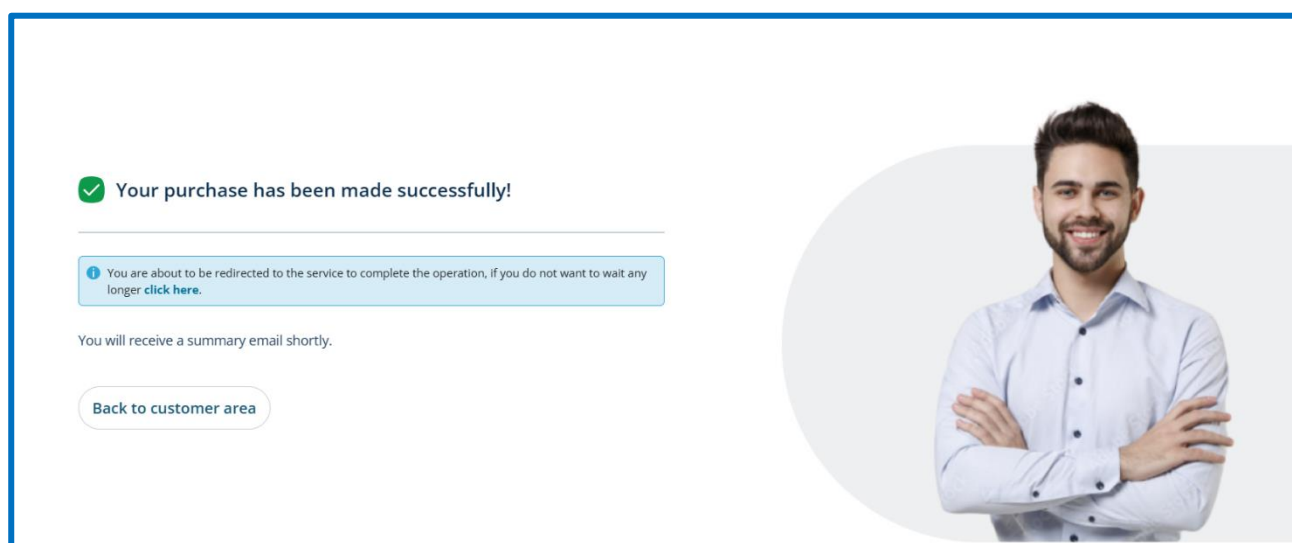 Your purchase has been made successfully!
You are about to be redirected to the service to complete the operation, if you do not want to wait any
longer click here.
You will receive a summary email shortly.
Back to customer area